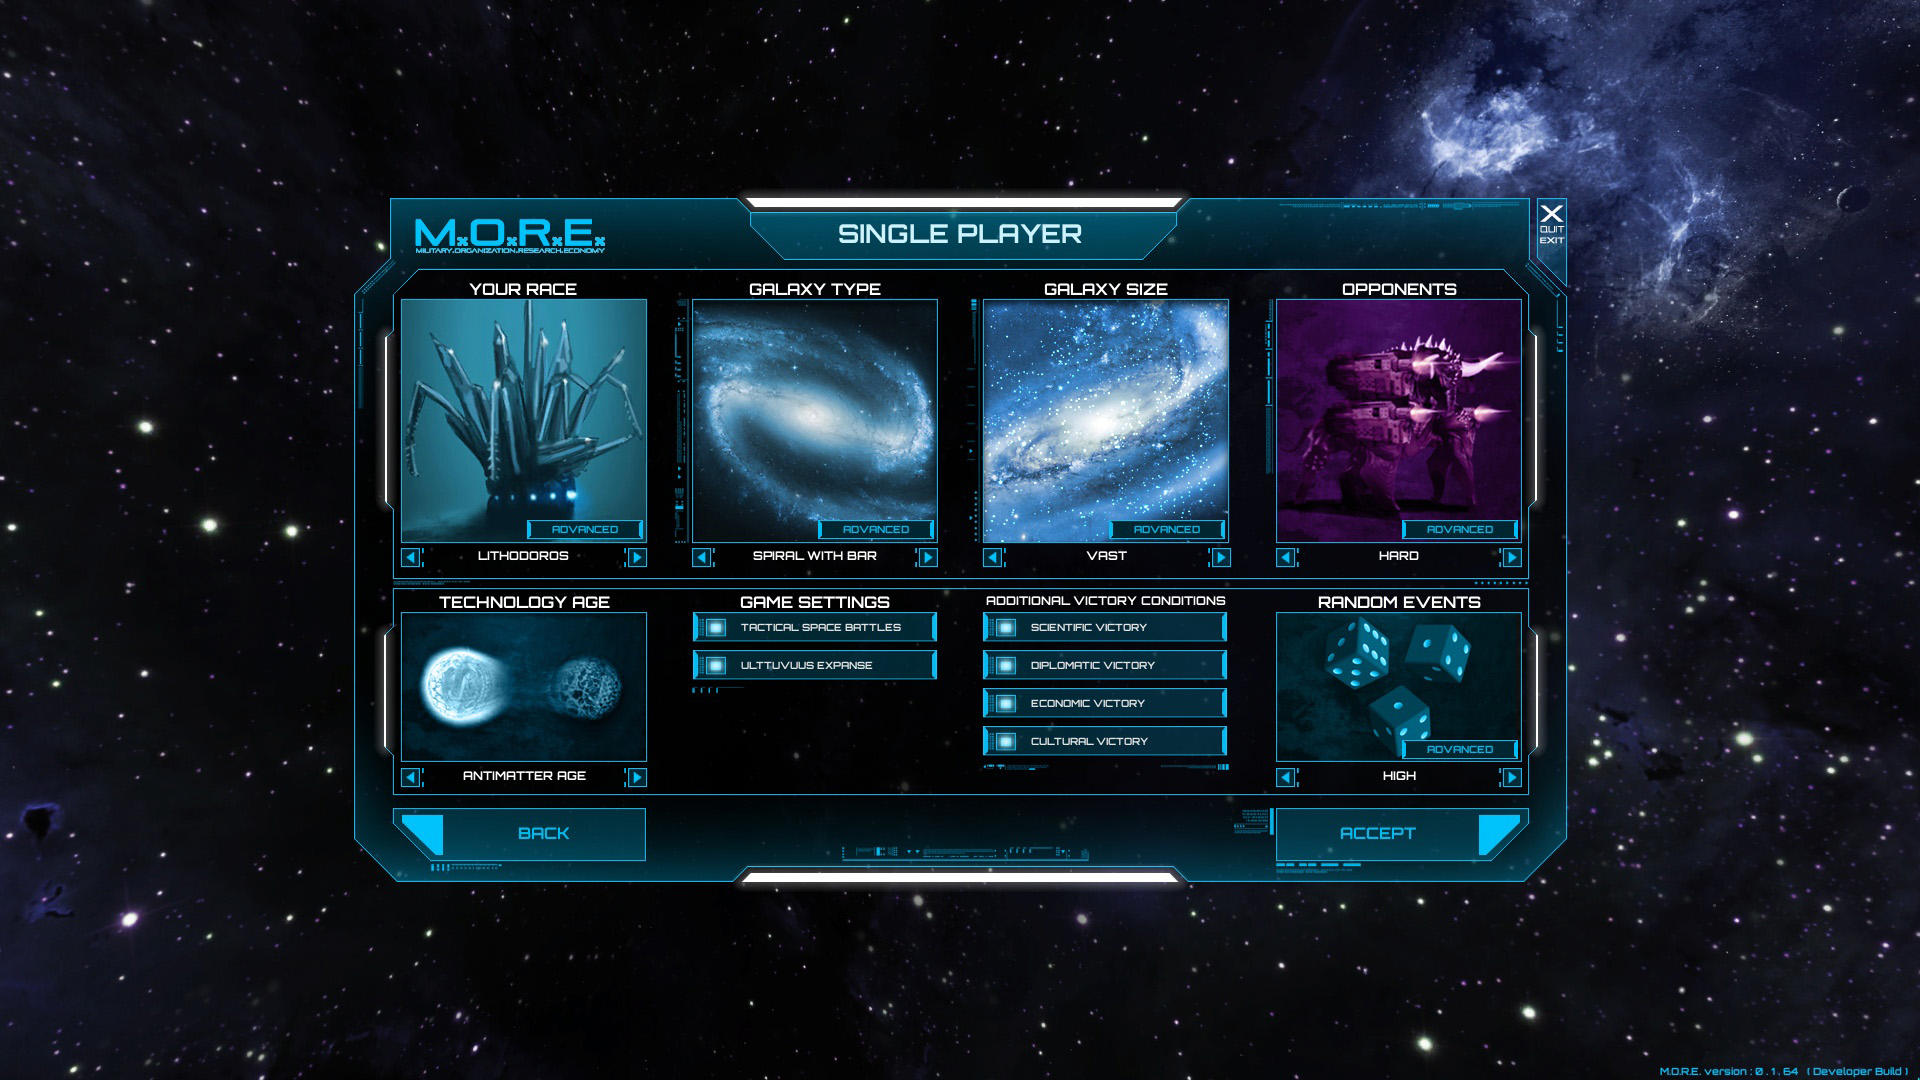 M.O.R.E.
MILITARY.ORGANIZATION.RESEARCH.ECONOMY
SINGLE PLAYER
X
QUIT
EXIT
YOUR RACE
GALAXY TYPE
GALAXY SIZE
OPPONENTS
ADVANCED
ADVANCED
ADVANCED
ADVANCED
LITHODOROS
SPIRAL WITH BAR
VAST
HARD
TECHNOLOGY AGE
GAME SETTINGS
ADDITIONAL VICTORY CONDITIONS
RANDOM EVENTS
TACTICAL SPACE BATTLES
SCIENTIFIC VICTORY
ULTTUVUUS EXPANSE
DIPLOMATIC VICTORY
ECONOMIC VICTORY
CULTURAL VICTORY
ADVANCED
ANTIMATTER AGE
HIGH
BACK
ACCEPT
M.O.R.E. version : 0 . 1 . 64 ( Developer Build )